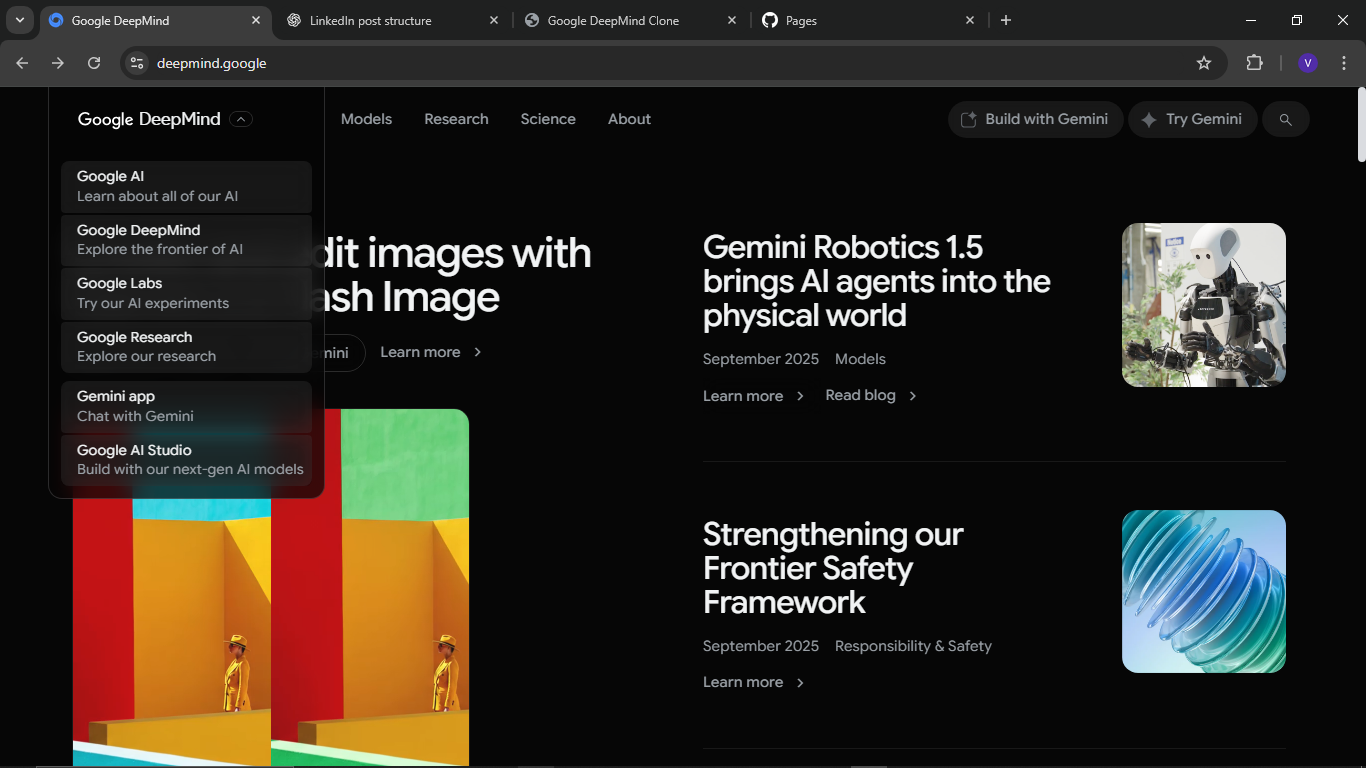 Google DeepMind
LinkedIn post structure
Google DeepMind Clone
Pages
deepmind.google
V
Google DeepMind
Models
Research
Science
About
Build with Gemini
Try Gemini
Google AI
Learn about all of our AI
Google DeepMind
Explore the frontier of AI
Google Labs
Try our AI experiments
Google Research
Explore our research
Gemini app
Chat with Gemini
Google AI Studio
Build with our next-gen AI models
dit images with
ash Image
emini
Learn more
Gemini Robotics 1.5
brings AI agents into the
physical world
September 2025 Models
Learn more
Read blog
Strengthening our
Frontier Safety
Framework
September 2025 Responsibility & Safety
Learn more